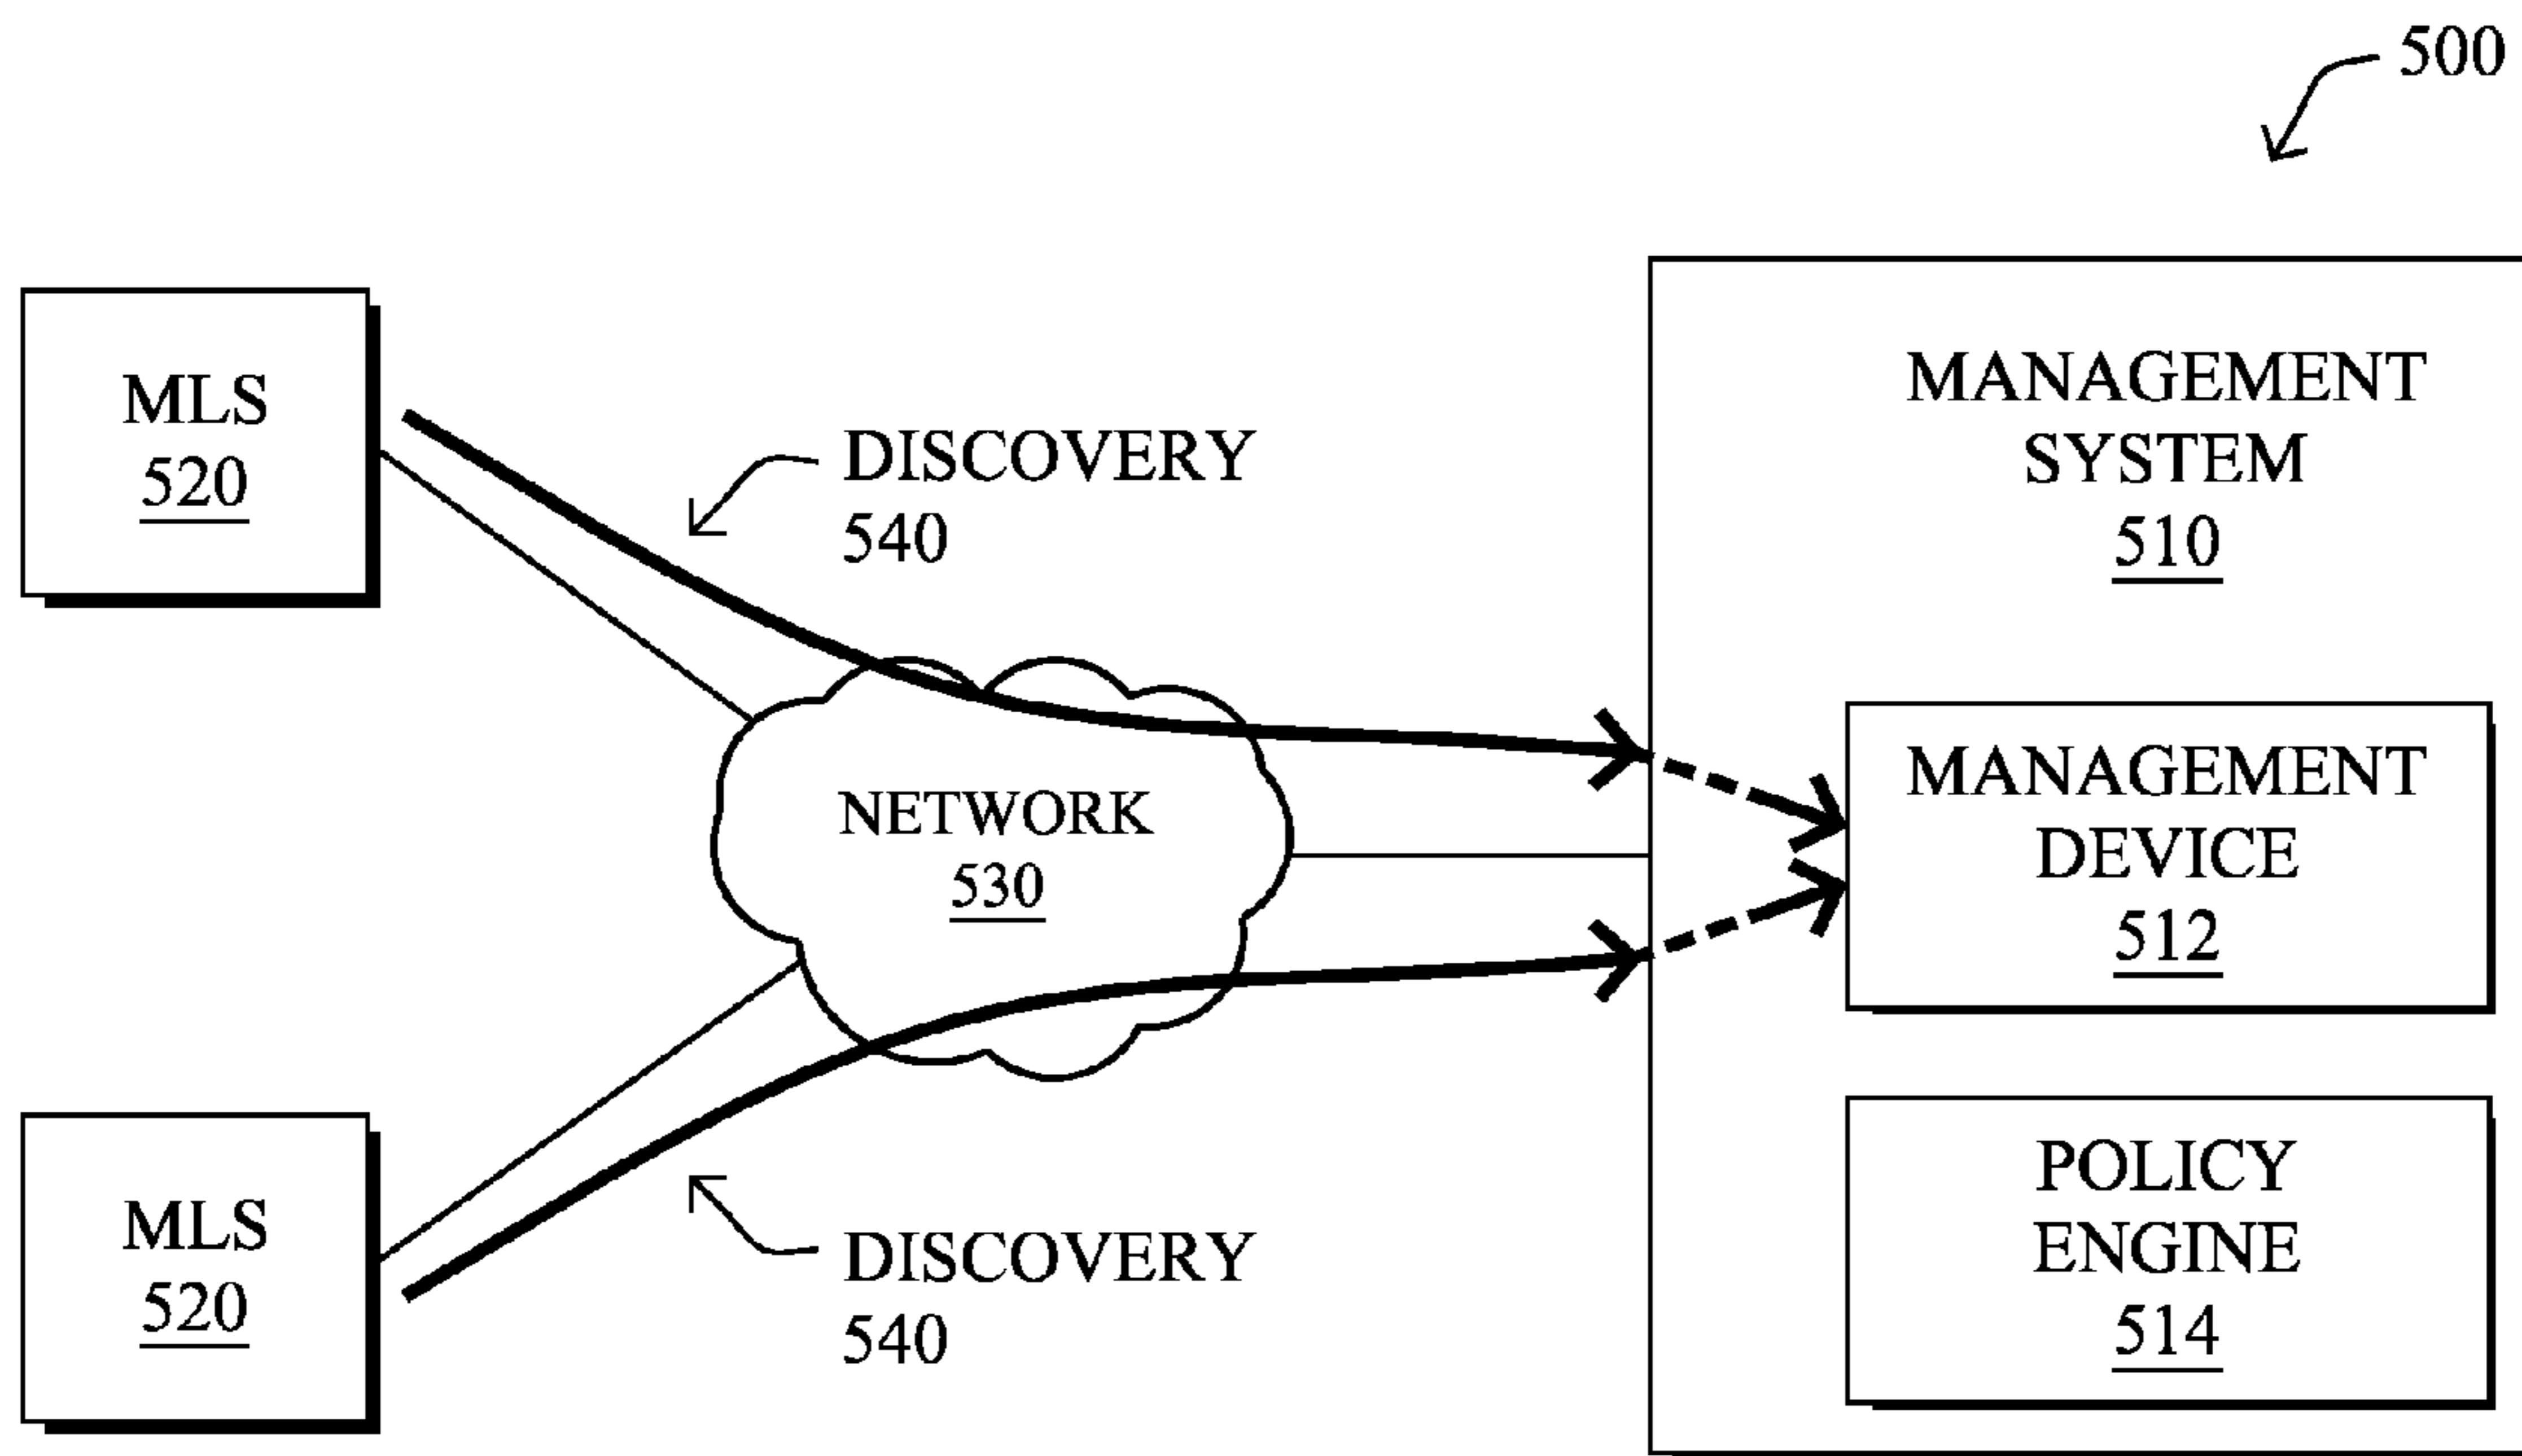 500
MLS
520
DISCOVERY
540
MANAGEMENT
SYSTEM
510
NETWORK
530
MANAGEMENT
DEVICE
512
MLS
520
DISCOVERY
540
POLICY
ENGINE
514